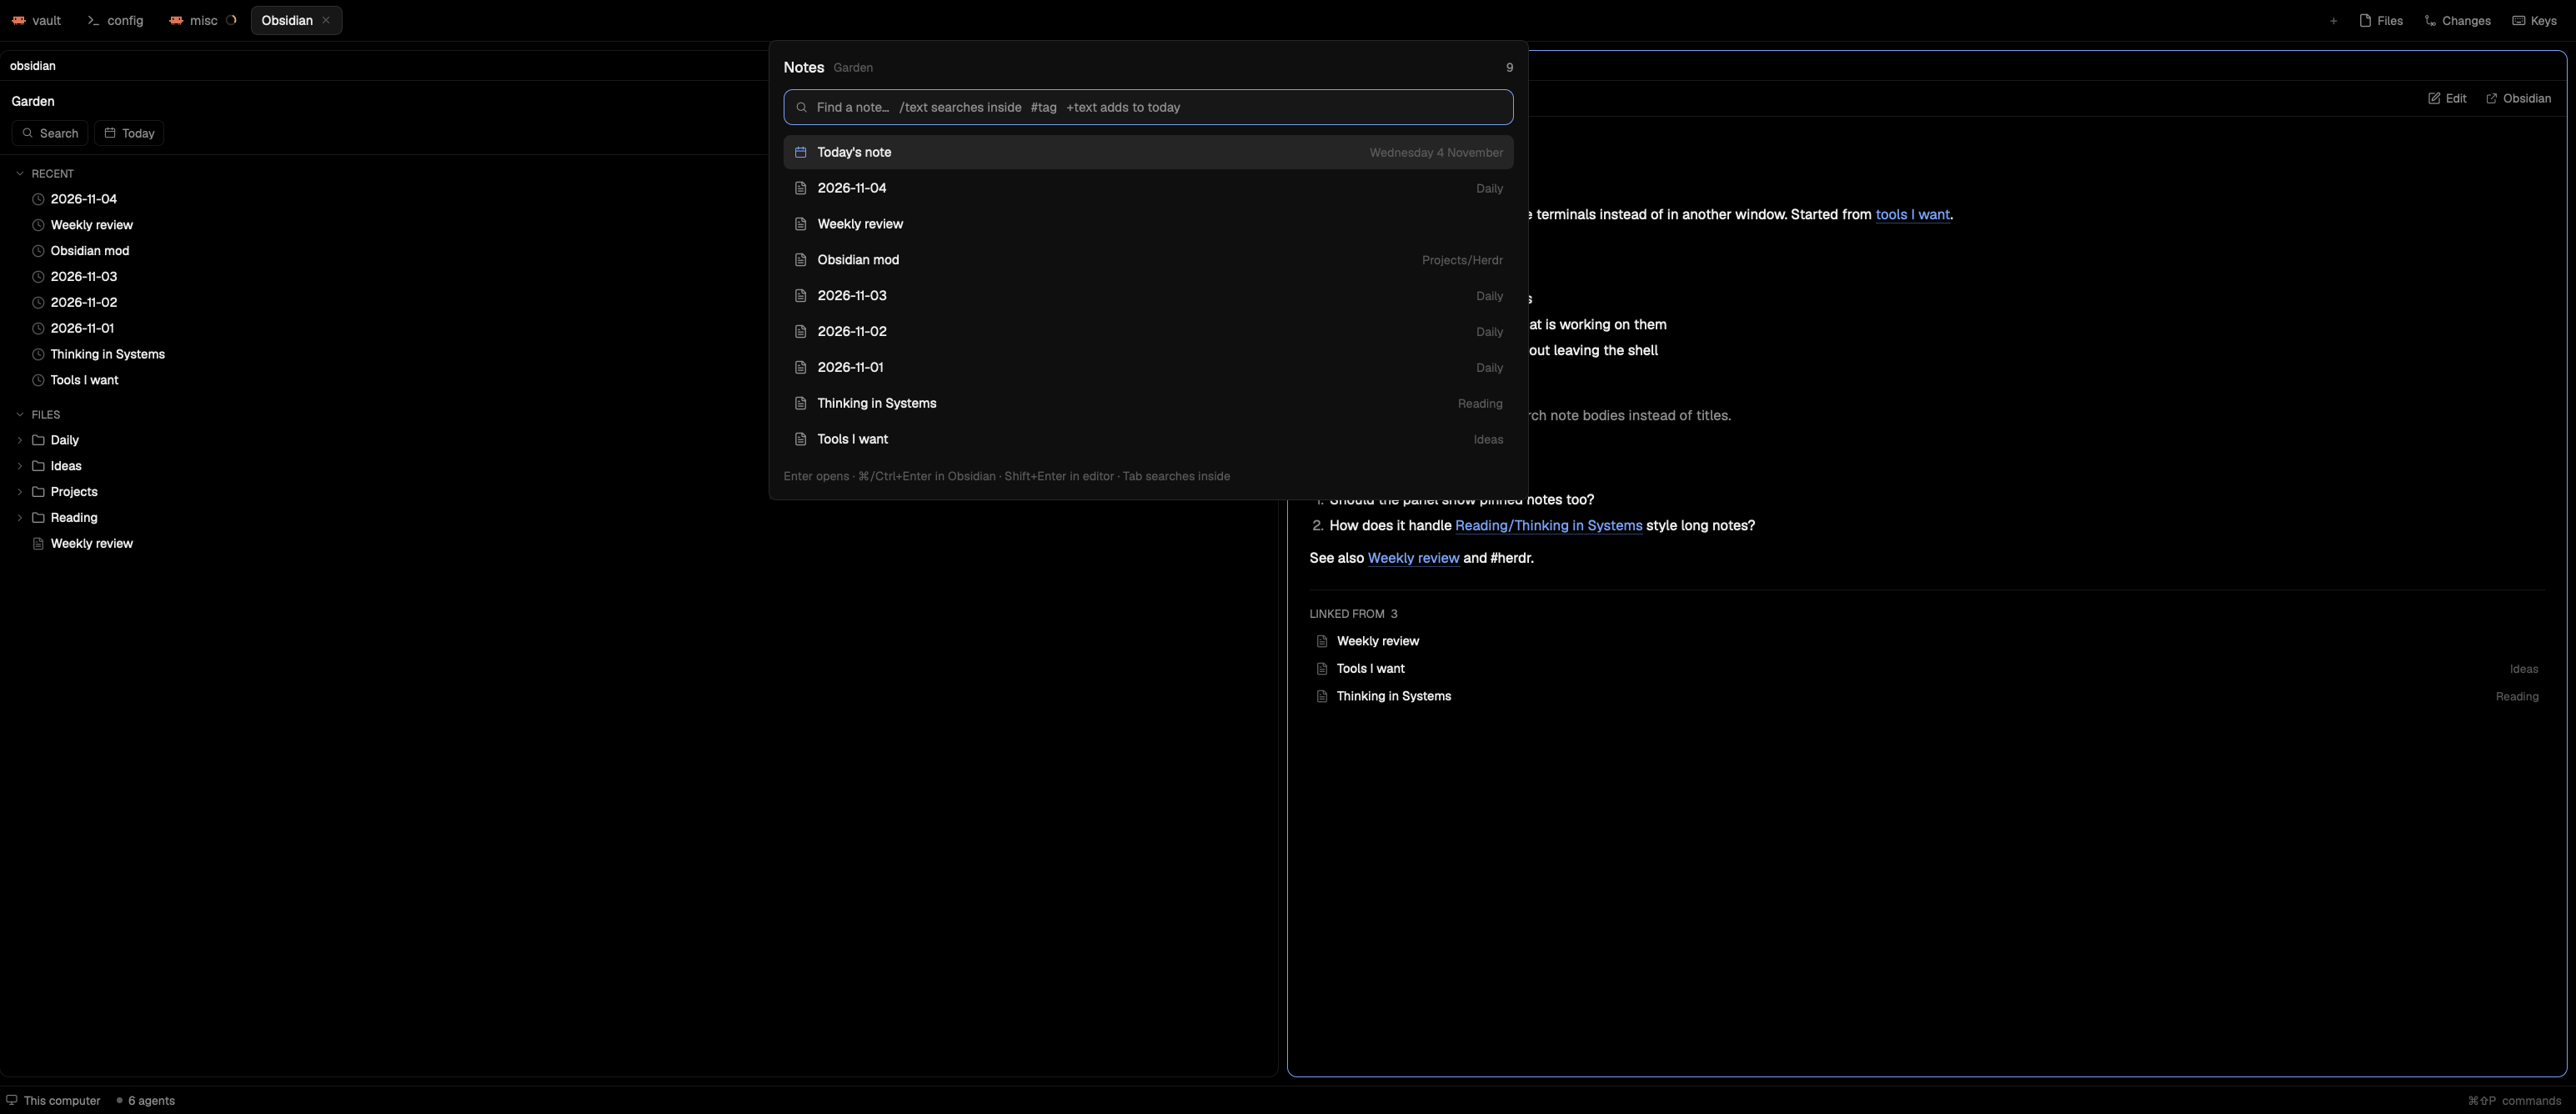 vault
config
misc
Obsidian
+
Files
Changes
Keys
obsidian
Garden
Search
Today
RECENT
2026-11-04
Weekly review
Obsidian mod
2026-11-03
2026-11-02
2026-11-01
Thinking in Systems
Tools I want
FILES
Daily
Ideas
Projects
Reading
Weekly review
Notes Garden 9
Find a note... /text searches inside #tag +text adds to today
Today's note Wednesday 4 November
2026-11-04 Daily
Weekly review
Obsidian mod Projects/Herdr
2026-11-03 Daily
2026-11-02 Daily
2026-11-01 Daily
Thinking in Systems Reading
Tools I want Ideas
Enter opens · ⌘/Ctrl+Enter in Obsidian · Shift+Enter in editor · Tab searches inside
Edit
Obsidian
terminals instead of in another window. Started from tools I want.
is working on them
leaving the shell
note bodies instead of titles.
1. Should the panel show pinned notes too?
2. How does it handle Reading/Thinking in Systems style long notes?
See also Weekly review and #herdr.
LINKED FROM 3
Weekly review
Tools I want Ideas
Thinking in Systems Reading
This computer
6 agents
⌘⇧P commands